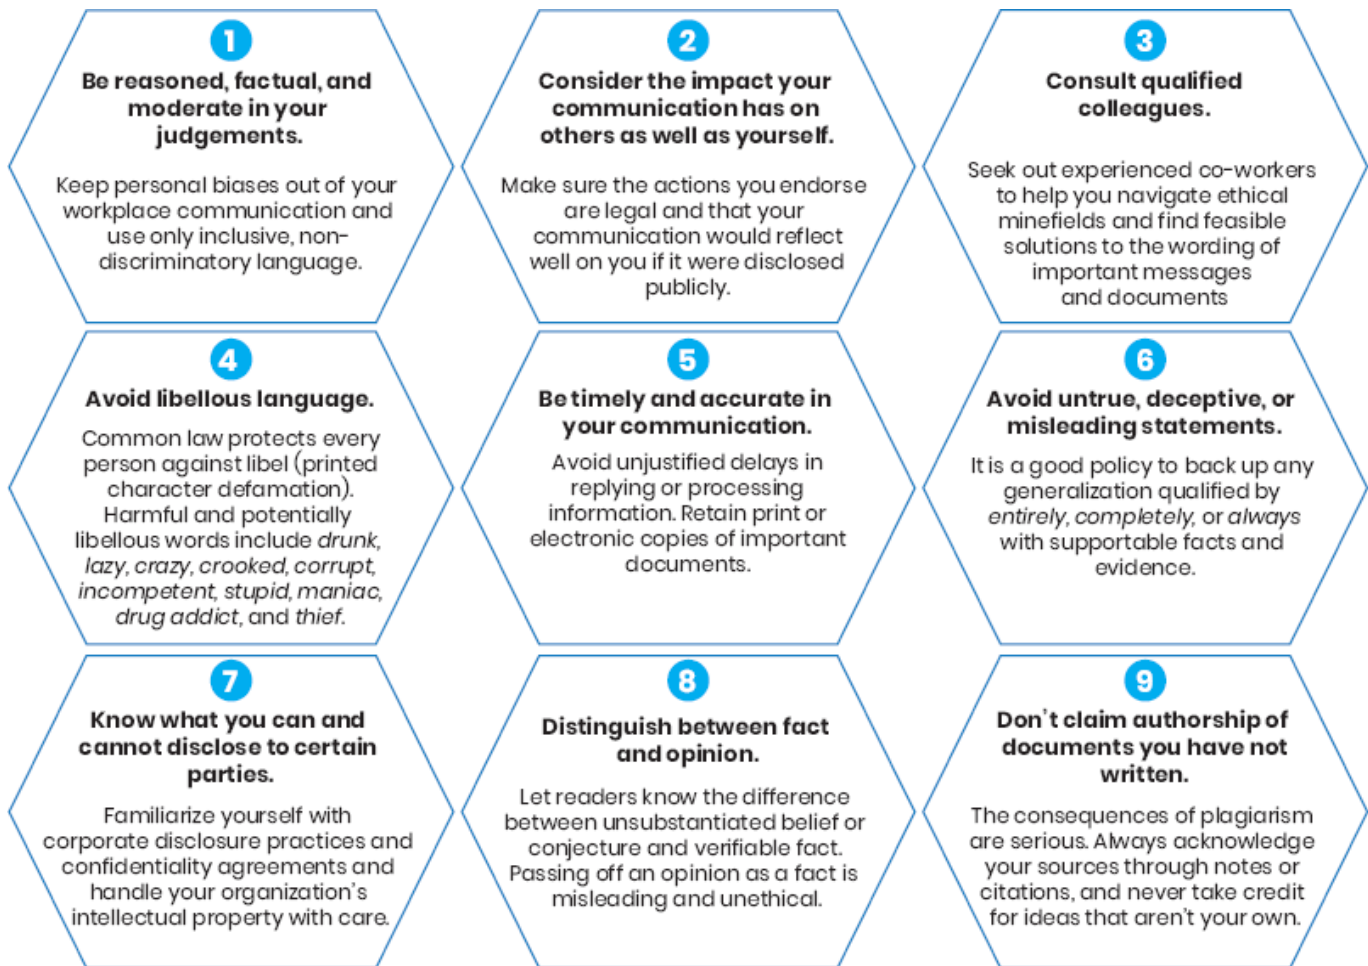 1
Be reasoned, factual, and
moderate in your
judgements.
Keep personal biases out of your
workplace communication and
use only inclusive, non-
discriminatory language.
2
Consider the impact your
communication has on
others as well as yourself.
Make sure the actions you endorse
are legal and that your
communication would reflect
well on you if it were disclosed
publicly.
3
Consult qualified
colleagues.
Seek out experienced co-workers
to help you navigate ethical
minefields and find feasible
solutions to the wording of
important messages
and documents
4
Avoid libellous language.
Common law protects every
person against libel (printed
character defamation).
Harmful and potentially
libellous words include drunk,
lazy, crazy, crooked, corrupt,
incompetent, stupid, maniac,
drug addict, and thief.
5
Be timely and accurate in
your communication.
Avoid unjustified delays in
replying or processing
information. Retain print or
electronic copies of important
documents.
6
Avoid untrue, deceptive, or
misleading statements.
It is a good policy to back up any
generalization qualified by
entirely, completely, or always
with supportable facts and
evidence.
7
Know what you can and
cannot disclose to certain
parties.
Familiarize yourself with
corporate disclosure practices and
confidentiality agreements and
handle your organization's
intellectual property with care.
8
Distinguish between fact
and opinion.
Let readers know the difference
between unsubstantiated belief or
conjecture and verifiable fact.
Passing off an opinion as a fact is
misleading and unethical.
9
Don't claim authorship of
documents you have not
written.
The consequences of plagiarism
are serious. Always acknowledge
your sources through notes or
citations, and never take credit
for ideas that aren't your own.